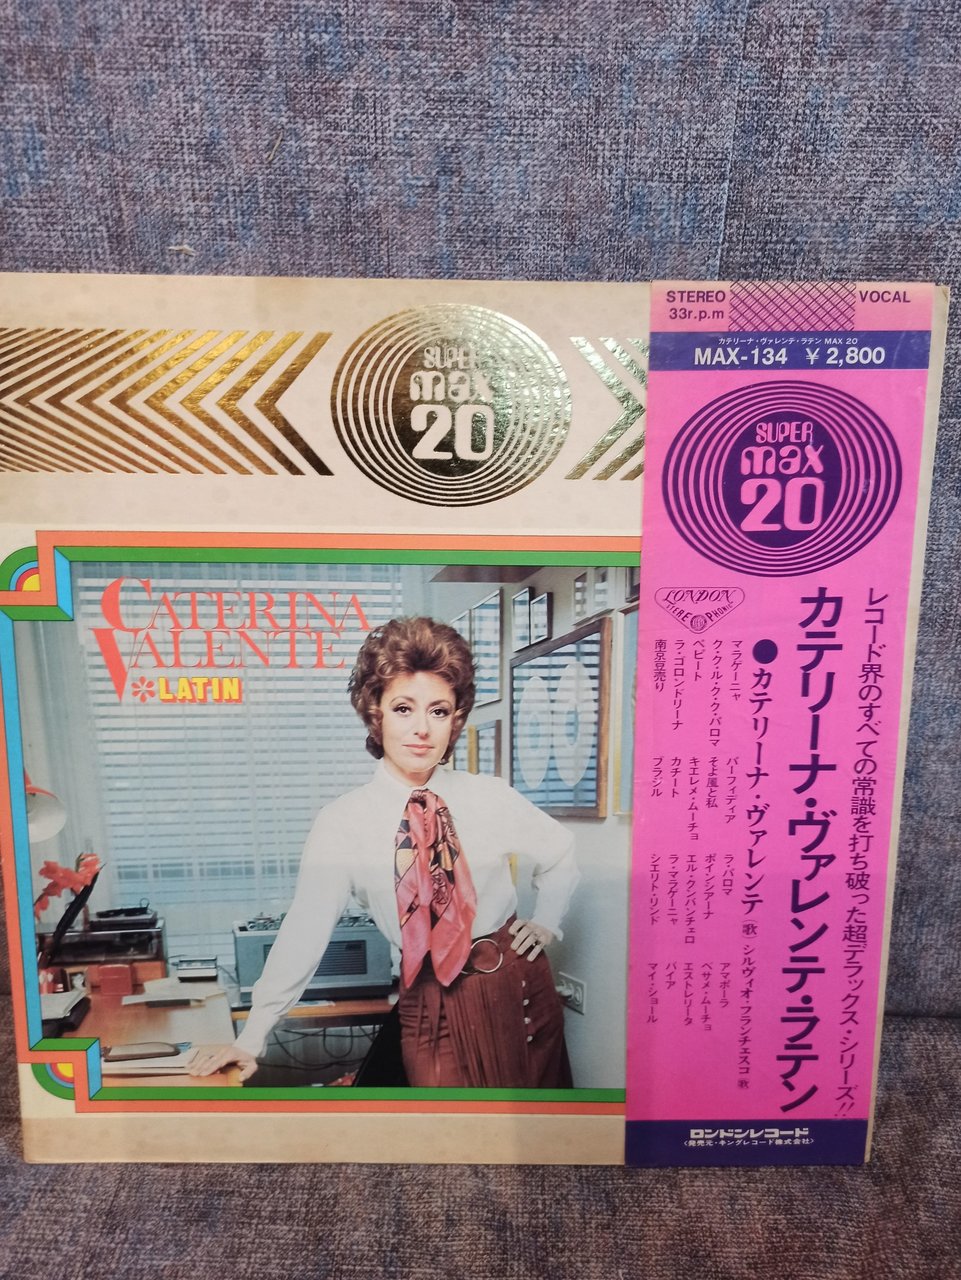 SUPER
max
20
CATERINA
VALENTE
*LATIN
STEREO
33r.p.m
VOCAL
カテリーナ・ヴァレンテ・ラテン MAX 20
MAX-134 ¥2,800
SUPER
max
20
LONDON
STEREOPHONIC
レコード界のすべての常識を打ち破った超デラックス・シリーズ!!
カテリーナ・ヴァレンテ・ラテン
●カテリーナ・ヴァレンテ(歌) シルヴィオ・フランチェスコ(歌)
マラゲーニャ
ク・ク・ル・ク・ク・パロマ
ベビート
ラ・ゴロンドリーナ
南京豆売り
パーフィディア
そよ風と私
キエレメ・ムーチョ
カチート
ブラジル
ラ・パロマ
ポインシアーナ
エル・クンバンチェロ
ラ・マラゲーニャ
シエリト・リンド
アマポーラ
ベサメ・ムーチョ
エストレリータ
バイア
マイ・ショール
ロンドンレコード
<発売元・キングレコード株式会社>